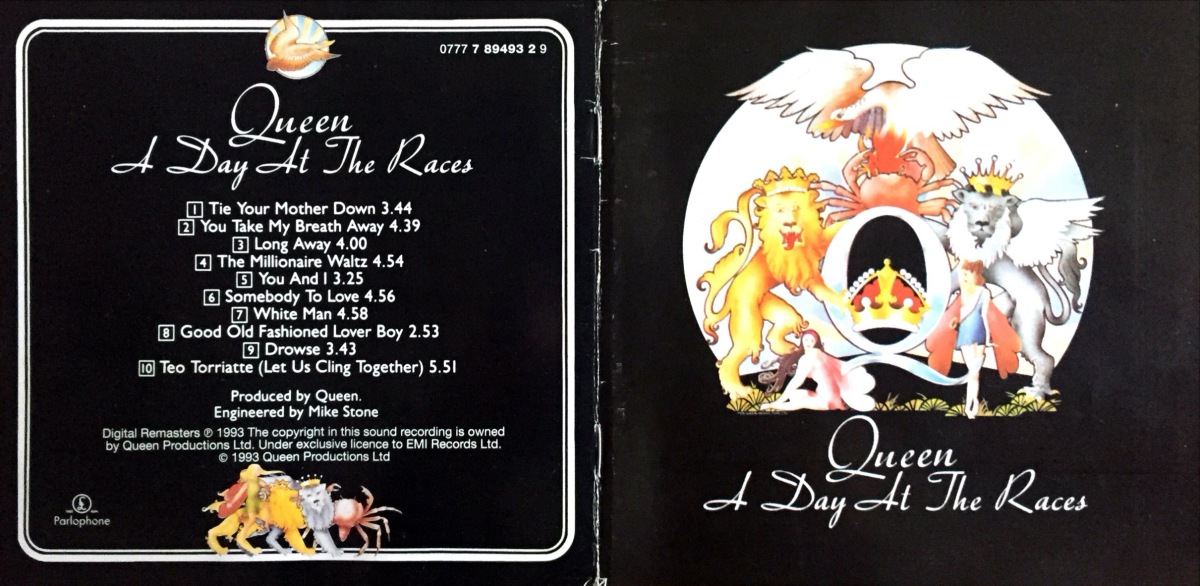 0777 7 89493 2 9
Queen
A Day At The Races
1 Tie Your Mother Down 3.44
2 You Take My Breath Away 4.39
3 Long Away 4.00
4 The Millionaire Waltz 4.54
5 You And I 3.25
6 Somebody To Love 4.56
7 White Man 4.58
8 Good Old Fashioned Lover Boy 2.53
9 Drowse 3.43
10 Teo Torriatte (Let Us Cling Together) 5.51
Produced by Queen.
Engineered by Mike Stone
Digital Remasters ℗ 1993 The copyright in this sound recording is owned
by Queen Productions Ltd. Under exclusive licence to EMI Records Ltd.
© 1993 Queen Productions Ltd
£
Parlophone
Q
Queen
A Day At The Races